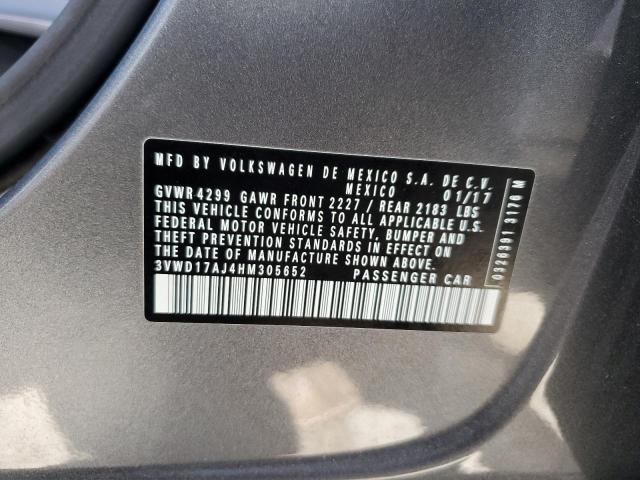 MFD BY VOLKSWAGEN DE MEXICO S.A. DE C.V.
MEXICO 01/17
GVWR 4299 GAWR FRONT 2227 / REAR 2183 LBS
THIS VEHICLE CONFORMS TO ALL APPLICABLE U.S.
FEDERAL MOTOR VEHICLE SAFETY, BUMPER AND
THEFT PREVENTION STANDARDS IN EFFECT ON
THE DATE OF MANUFACTURE SHOWN ABOVE.
3VWD17AJ4HM305652 PASSENGER CAR
0326391 3176 M